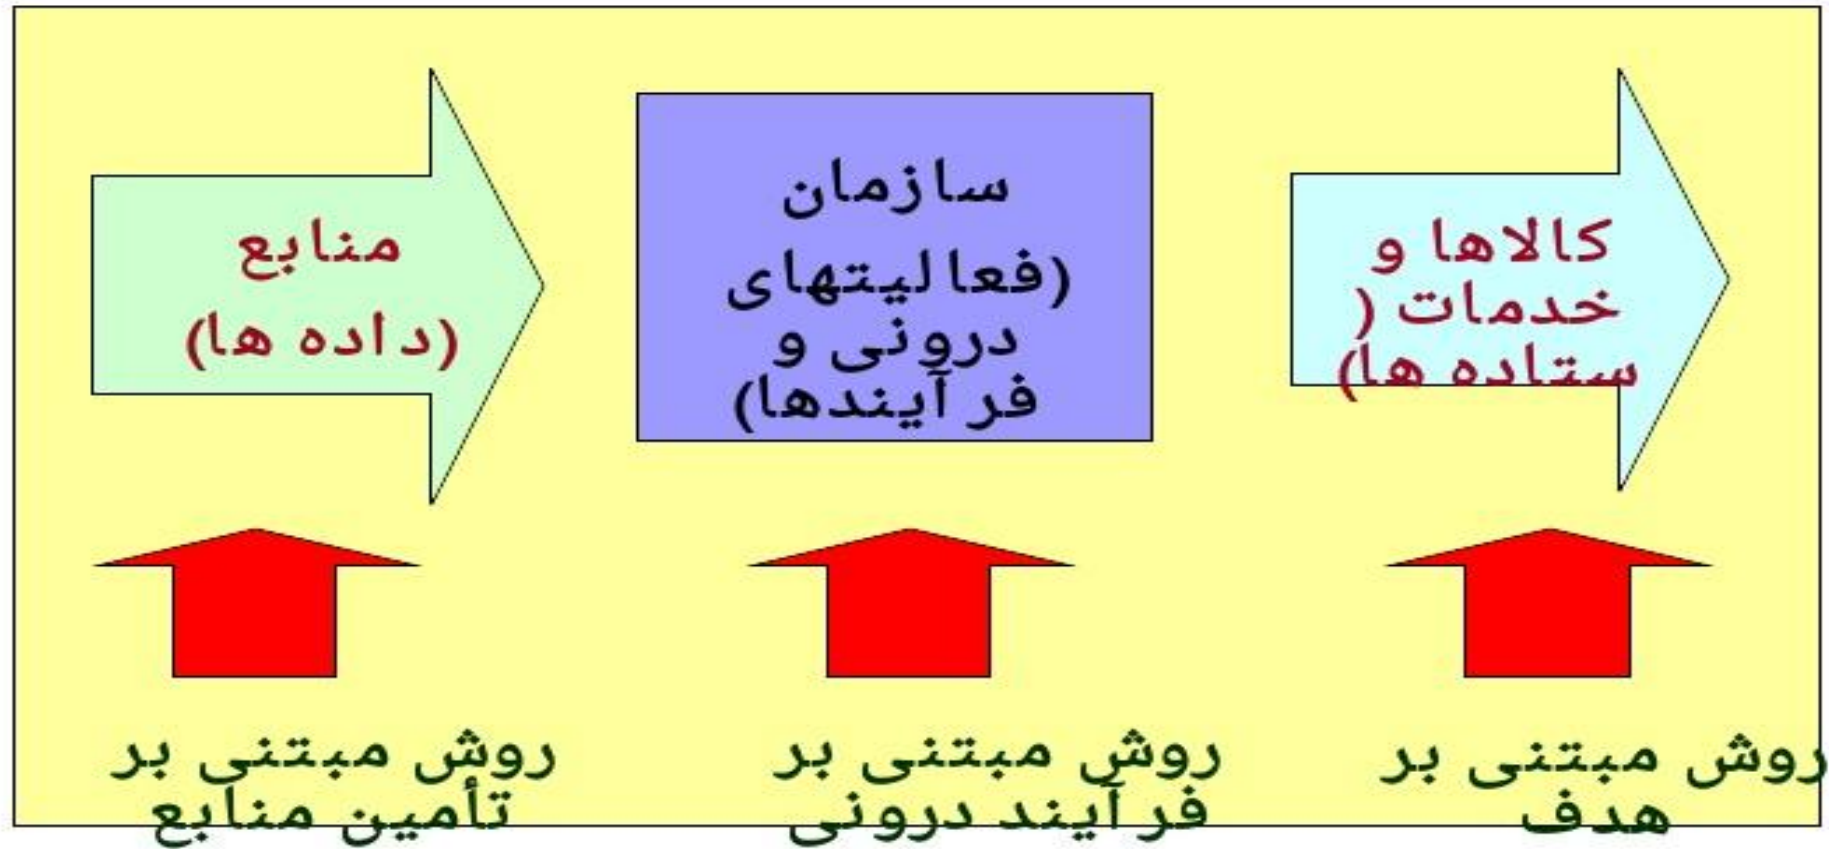 منابع
(داده ها)
سازمان
(فعالیتهای
درونی و
فرآیندها)
کالاها و
خدمات (
ستاده ها)
روش مبتنی بر
تأمین منابع
روش مبتنی بر
فرآیند درونی
روش مبتنی بر
هدف